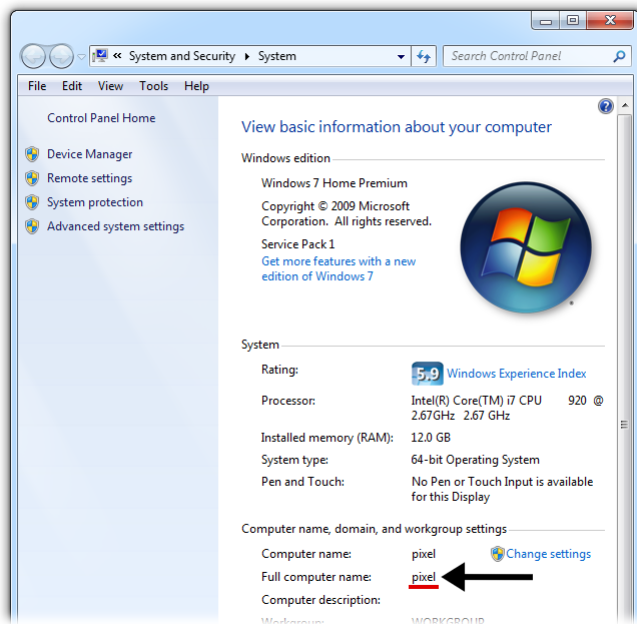 « System and Security ▸ System
Search Control Panel
File Edit View Tools Help
Control Panel Home
Device Manager
Remote settings
System protection
Advanced system settings
View basic information about your computer
Windows edition
Windows 7 Home Premium
Copyright © 2009 Microsoft
Corporation. All rights reserved.
Service Pack 1
Get more features with a new
edition of Windows 7
System
Rating:
5,9 Windows Experience Index
Processor:
Intel(R) Core(TM) i7 CPU 920 @
2.67GHz 2.67 GHz
Installed memory (RAM): 12.0 GB
System type: 64-bit Operating System
Pen and Touch: No Pen or Touch Input is available
for this Display
Computer name, domain, and workgroup settings
Computer name: pixel Change settings
Full computer name: pixel
Computer description:
Workgroup: WORKGROUP